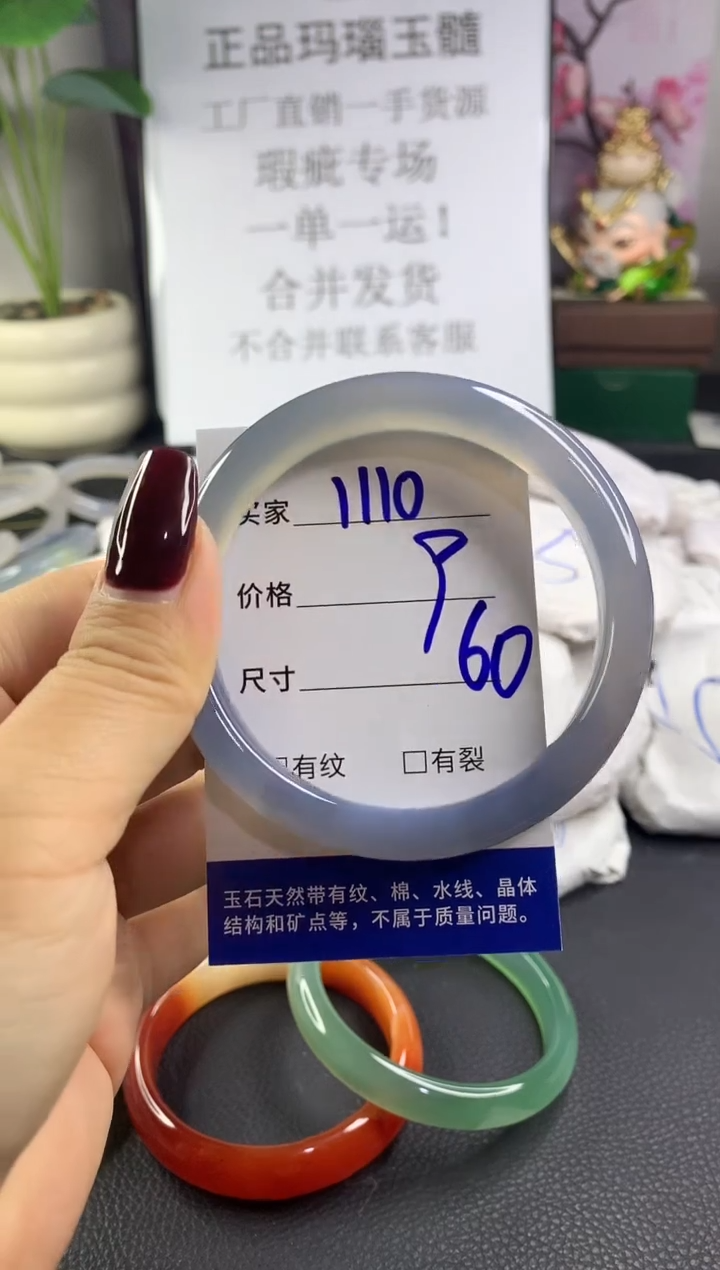 正品玛瑙玉髓
工厂直销一手货源
瑕疵专场
一单一运!
合并发货
不合并联系客服
买家 1110
价格
尺寸 60
□有纹 □有裂
玉石天然带有纹、棉、水线、晶体
结构和矿点等，不属于质量问题。